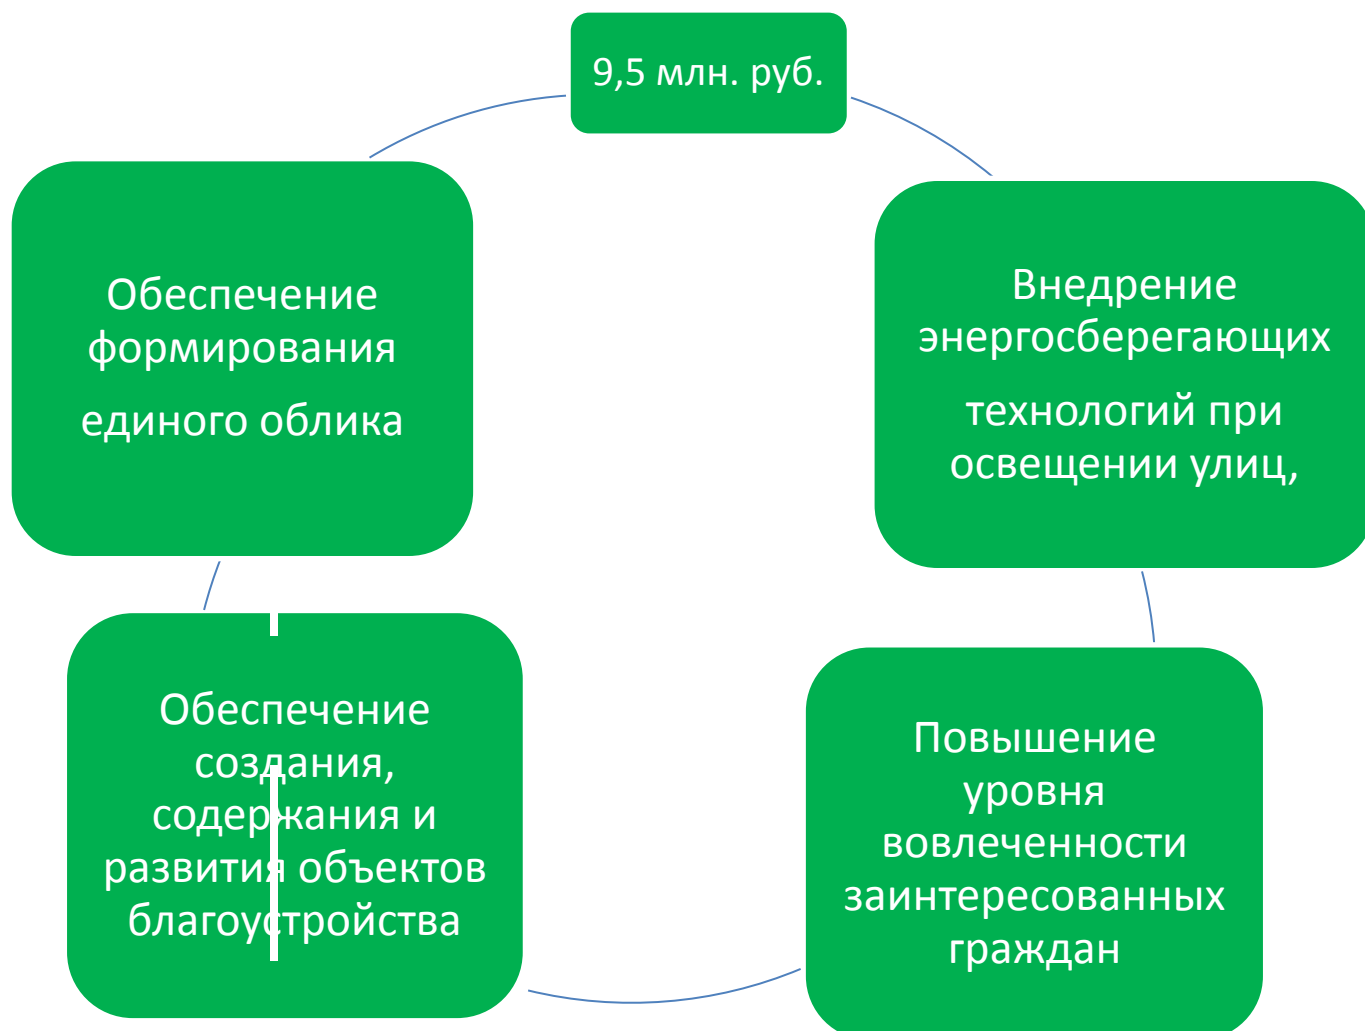 9,5 млн. руб.
Обеспечение
формирования
единого облика
Внедрение
энергосберегающих
технологий при
освещении улиц,
Обеспечение
создания,
содержания и
развития объектов
благоустройства
Повышение
уровня
вовлеченности
заинтересованных
граждан